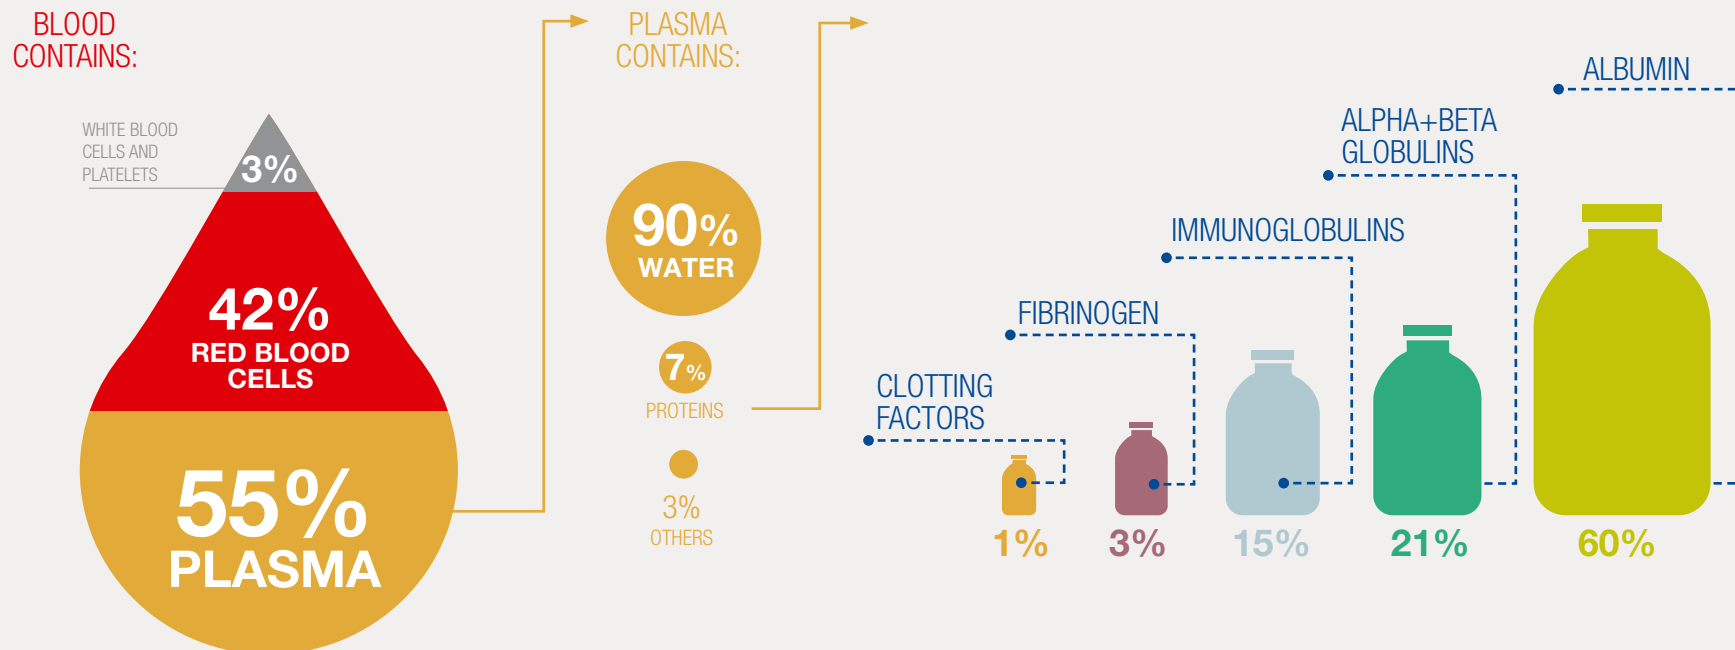 BLOOD
CONTAINS:
WHITE BLOOD
CELLS AND
PLATELETS
3%
42%
RED BLOOD
CELLS
55%
PLASMA
PLASMA
CONTAINS:
90%
WATER
7%
PROTEINS
3%
OTHERS
CLOTTING
FACTORS
1%
FIBRINOGEN
3%
IMMUNOGLOBULINS
15%
ALPHA+BETA
GLOBULINS
21%
ALBUMIN
60%